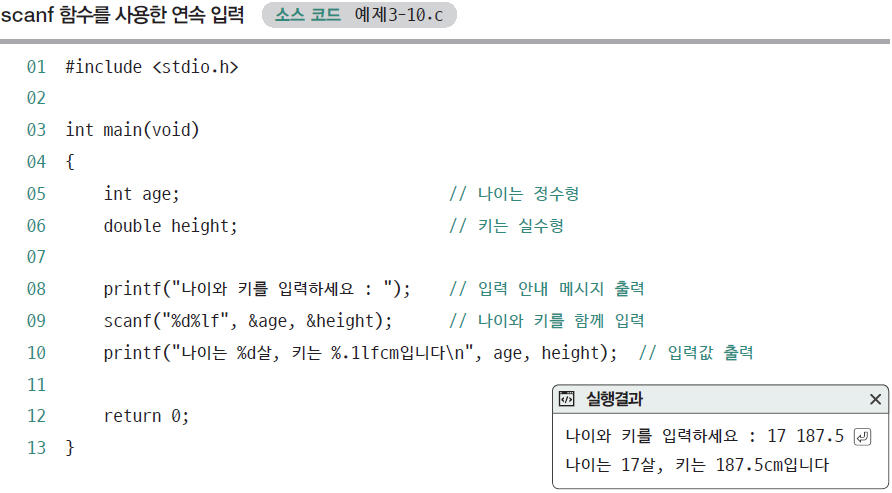 scanf 함수를 사용한 연속 입력 소스 코드 예제3-10.c
01 #include <stdio.h>
02
03 int main(void)
04 {
05 int age; // 나이는 정수형
06 double height; // 키는 실수형
07
08 printf("나이와 키를 입력하세요 : "); // 입력 안내 메시지 출력
09 scanf("%d%lf", &age, &height); // 나이와 키를 함께 입력
10 printf("나이는 %d살, 키는 %.1lfcm입니다\n", age, height); // 입력값 출력
11
12 return 0;
13 }
실행결과
나이와 키를 입력하세요 : 17 187.5
나이는 17살, 키는 187.5cm입니다